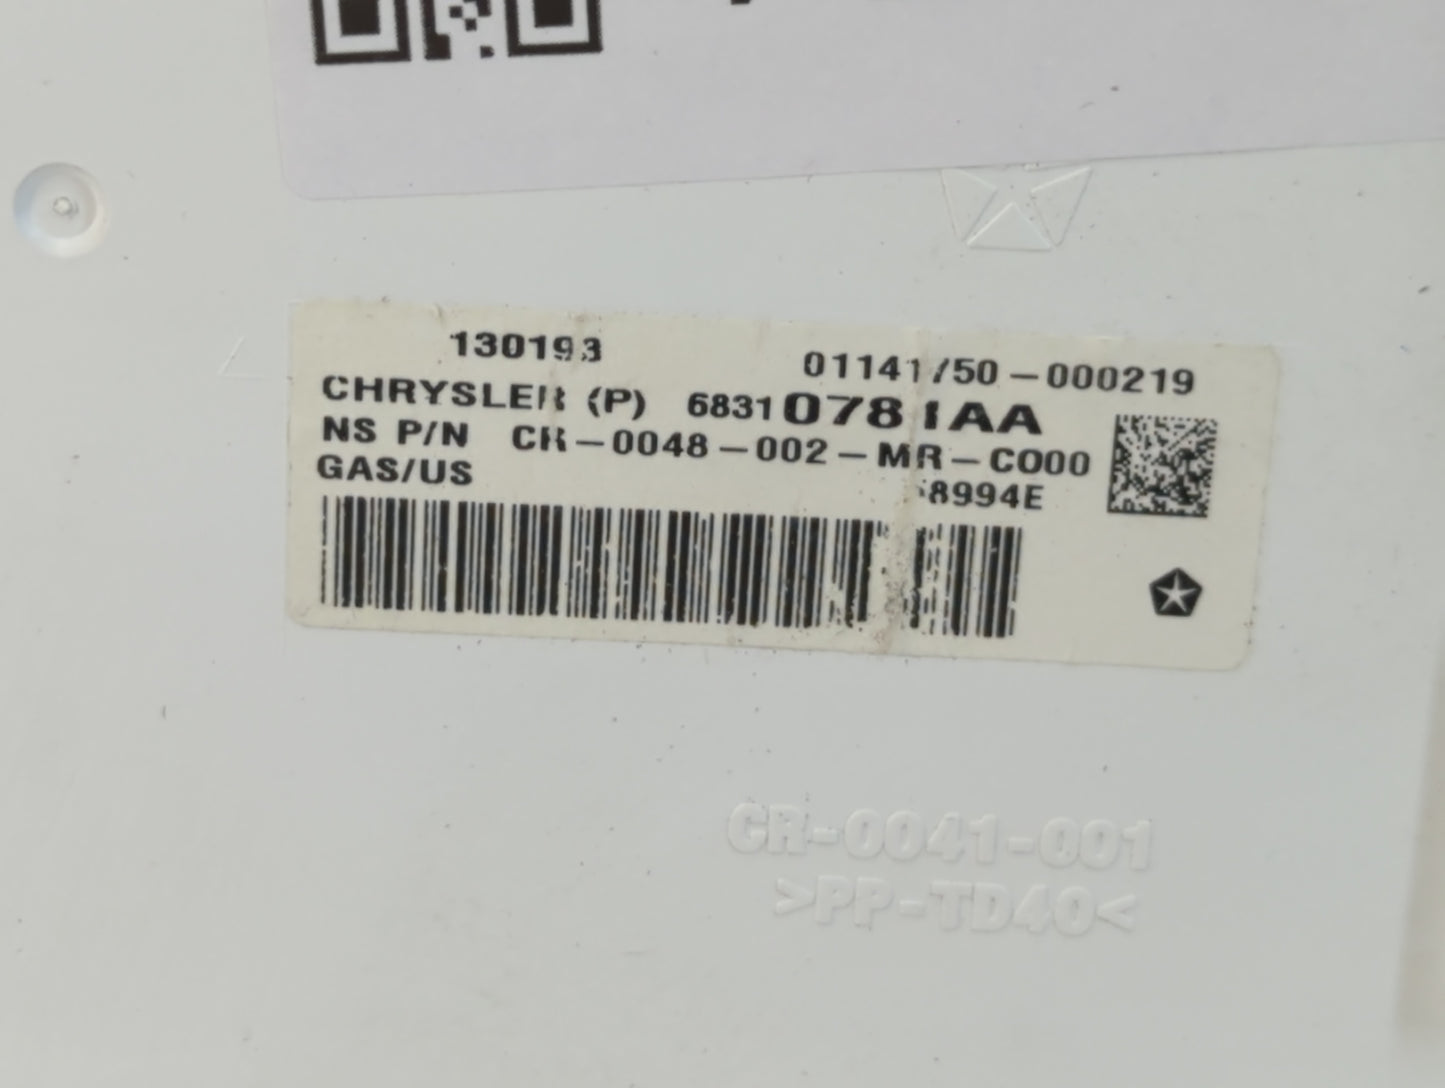 130193
01141750-000219
CHRYSLER (P) 68310781AA
NS P/N CR-0048-002-MR-C000
GAS/US
8994E
CR-0041-001
>PP-TD40<